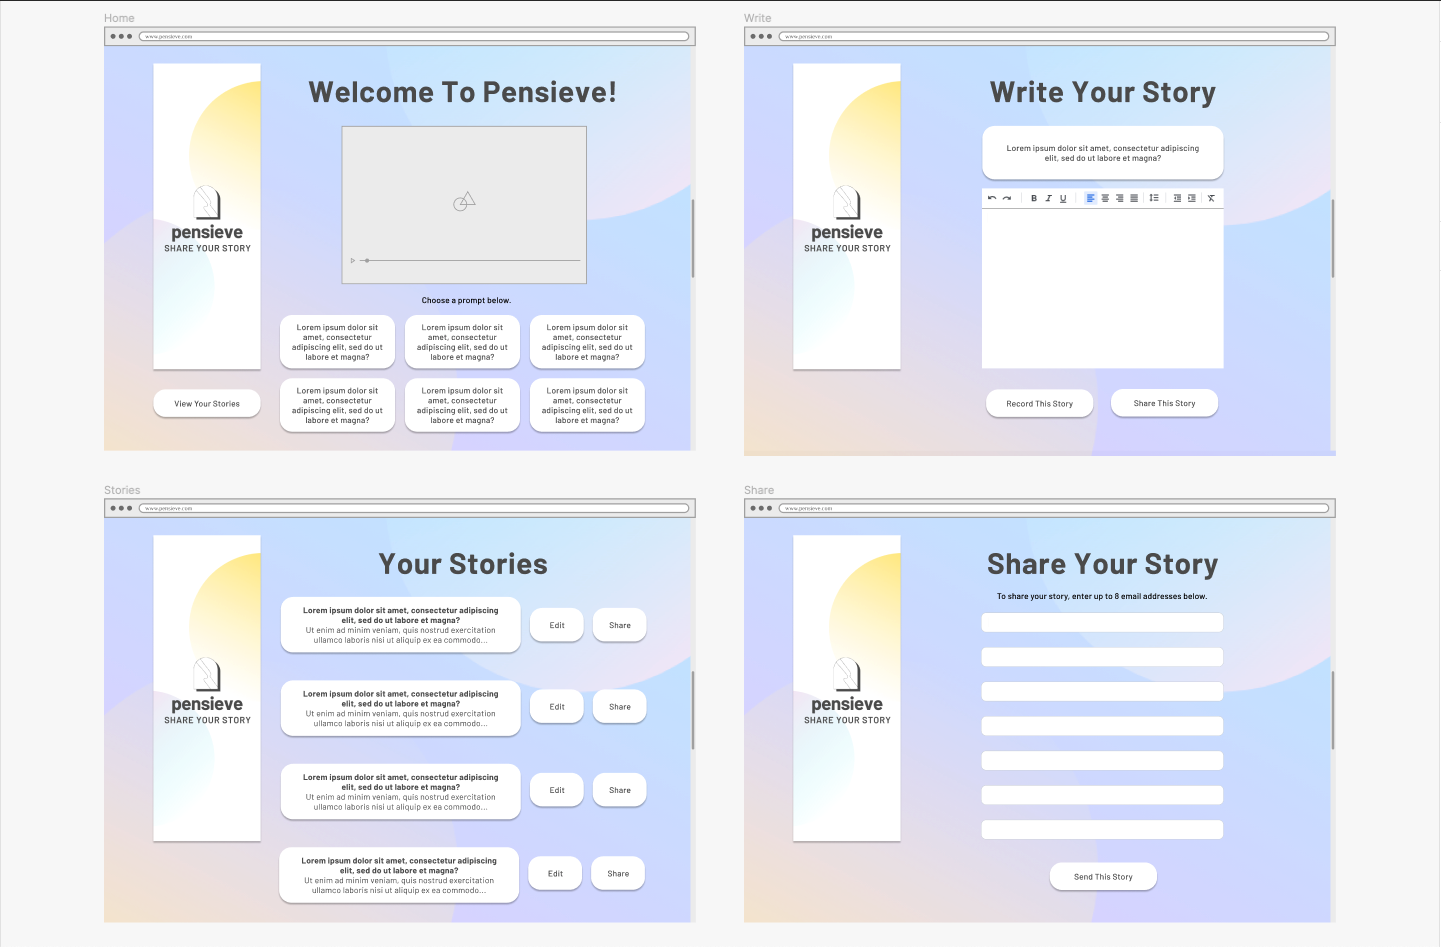 Home
www.pensieve.com
Welcome To Pensieve!
pensieve
SHARE YOUR STORY
Choose a prompt below.
Lorem ipsum dolor sit
amet, consectetur
adipiscing elit, sed do ut
labore et magna?
Lorem ipsum dolor sit
amet, consectetur
adipiscing elit, sed do ut
labore et magna?
Lorem ipsum dolor sit
amet, consectetur
adipiscing elit, sed do ut
labore et magna?
View Your Stories
Lorem ipsum dolor sit
amet, consectetur
adipiscing elit, sed do ut
labore et magna?
Lorem ipsum dolor sit
amet, consectetur
adipiscing elit, sed do ut
labore et magna?
Lorem ipsum dolor sit
amet, consectetur
adipiscing elit, sed do ut
labore et magna?
Write
www.pensieve.com
Write Your Story
pensieve
SHARE YOUR STORY
Lorem ipsum dolor sit amet, consectetur adipiscing
elit, sed do ut labore et magna?
B I U
Record This Story
Share This Story
Stories
www.pensieve.com
Your Stories
pensieve
SHARE YOUR STORY
Lorem ipsum dolor sit amet, consectetur adipiscing
elit, sed do ut labore et magna?
Ut enim ad minim veniam, quis nostrud exercitation
ullamco laboris nisi ut aliquip ex ea commodo...
Edit
Share
Lorem ipsum dolor sit amet, consectetur adipiscing
elit, sed do ut labore et magna?
Ut enim ad minim veniam, quis nostrud exercitation
ullamco laboris nisi ut aliquip ex ea commodo...
Edit
Share
Lorem ipsum dolor sit amet, consectetur adipiscing
elit, sed do ut labore et magna?
Ut enim ad minim veniam, quis nostrud exercitation
ullamco laboris nisi ut aliquip ex ea commodo...
Edit
Share
Lorem ipsum dolor sit amet, consectetur adipiscing
elit, sed do ut labore et magna?
Ut enim ad minim veniam, quis nostrud exercitation
ullamco laboris nisi ut aliquip ex ea commodo...
Edit
Share
Share
www.pensieve.com
Share Your Story
pensieve
SHARE YOUR STORY
To share your story, enter up to 8 email addresses below.
Send This Story